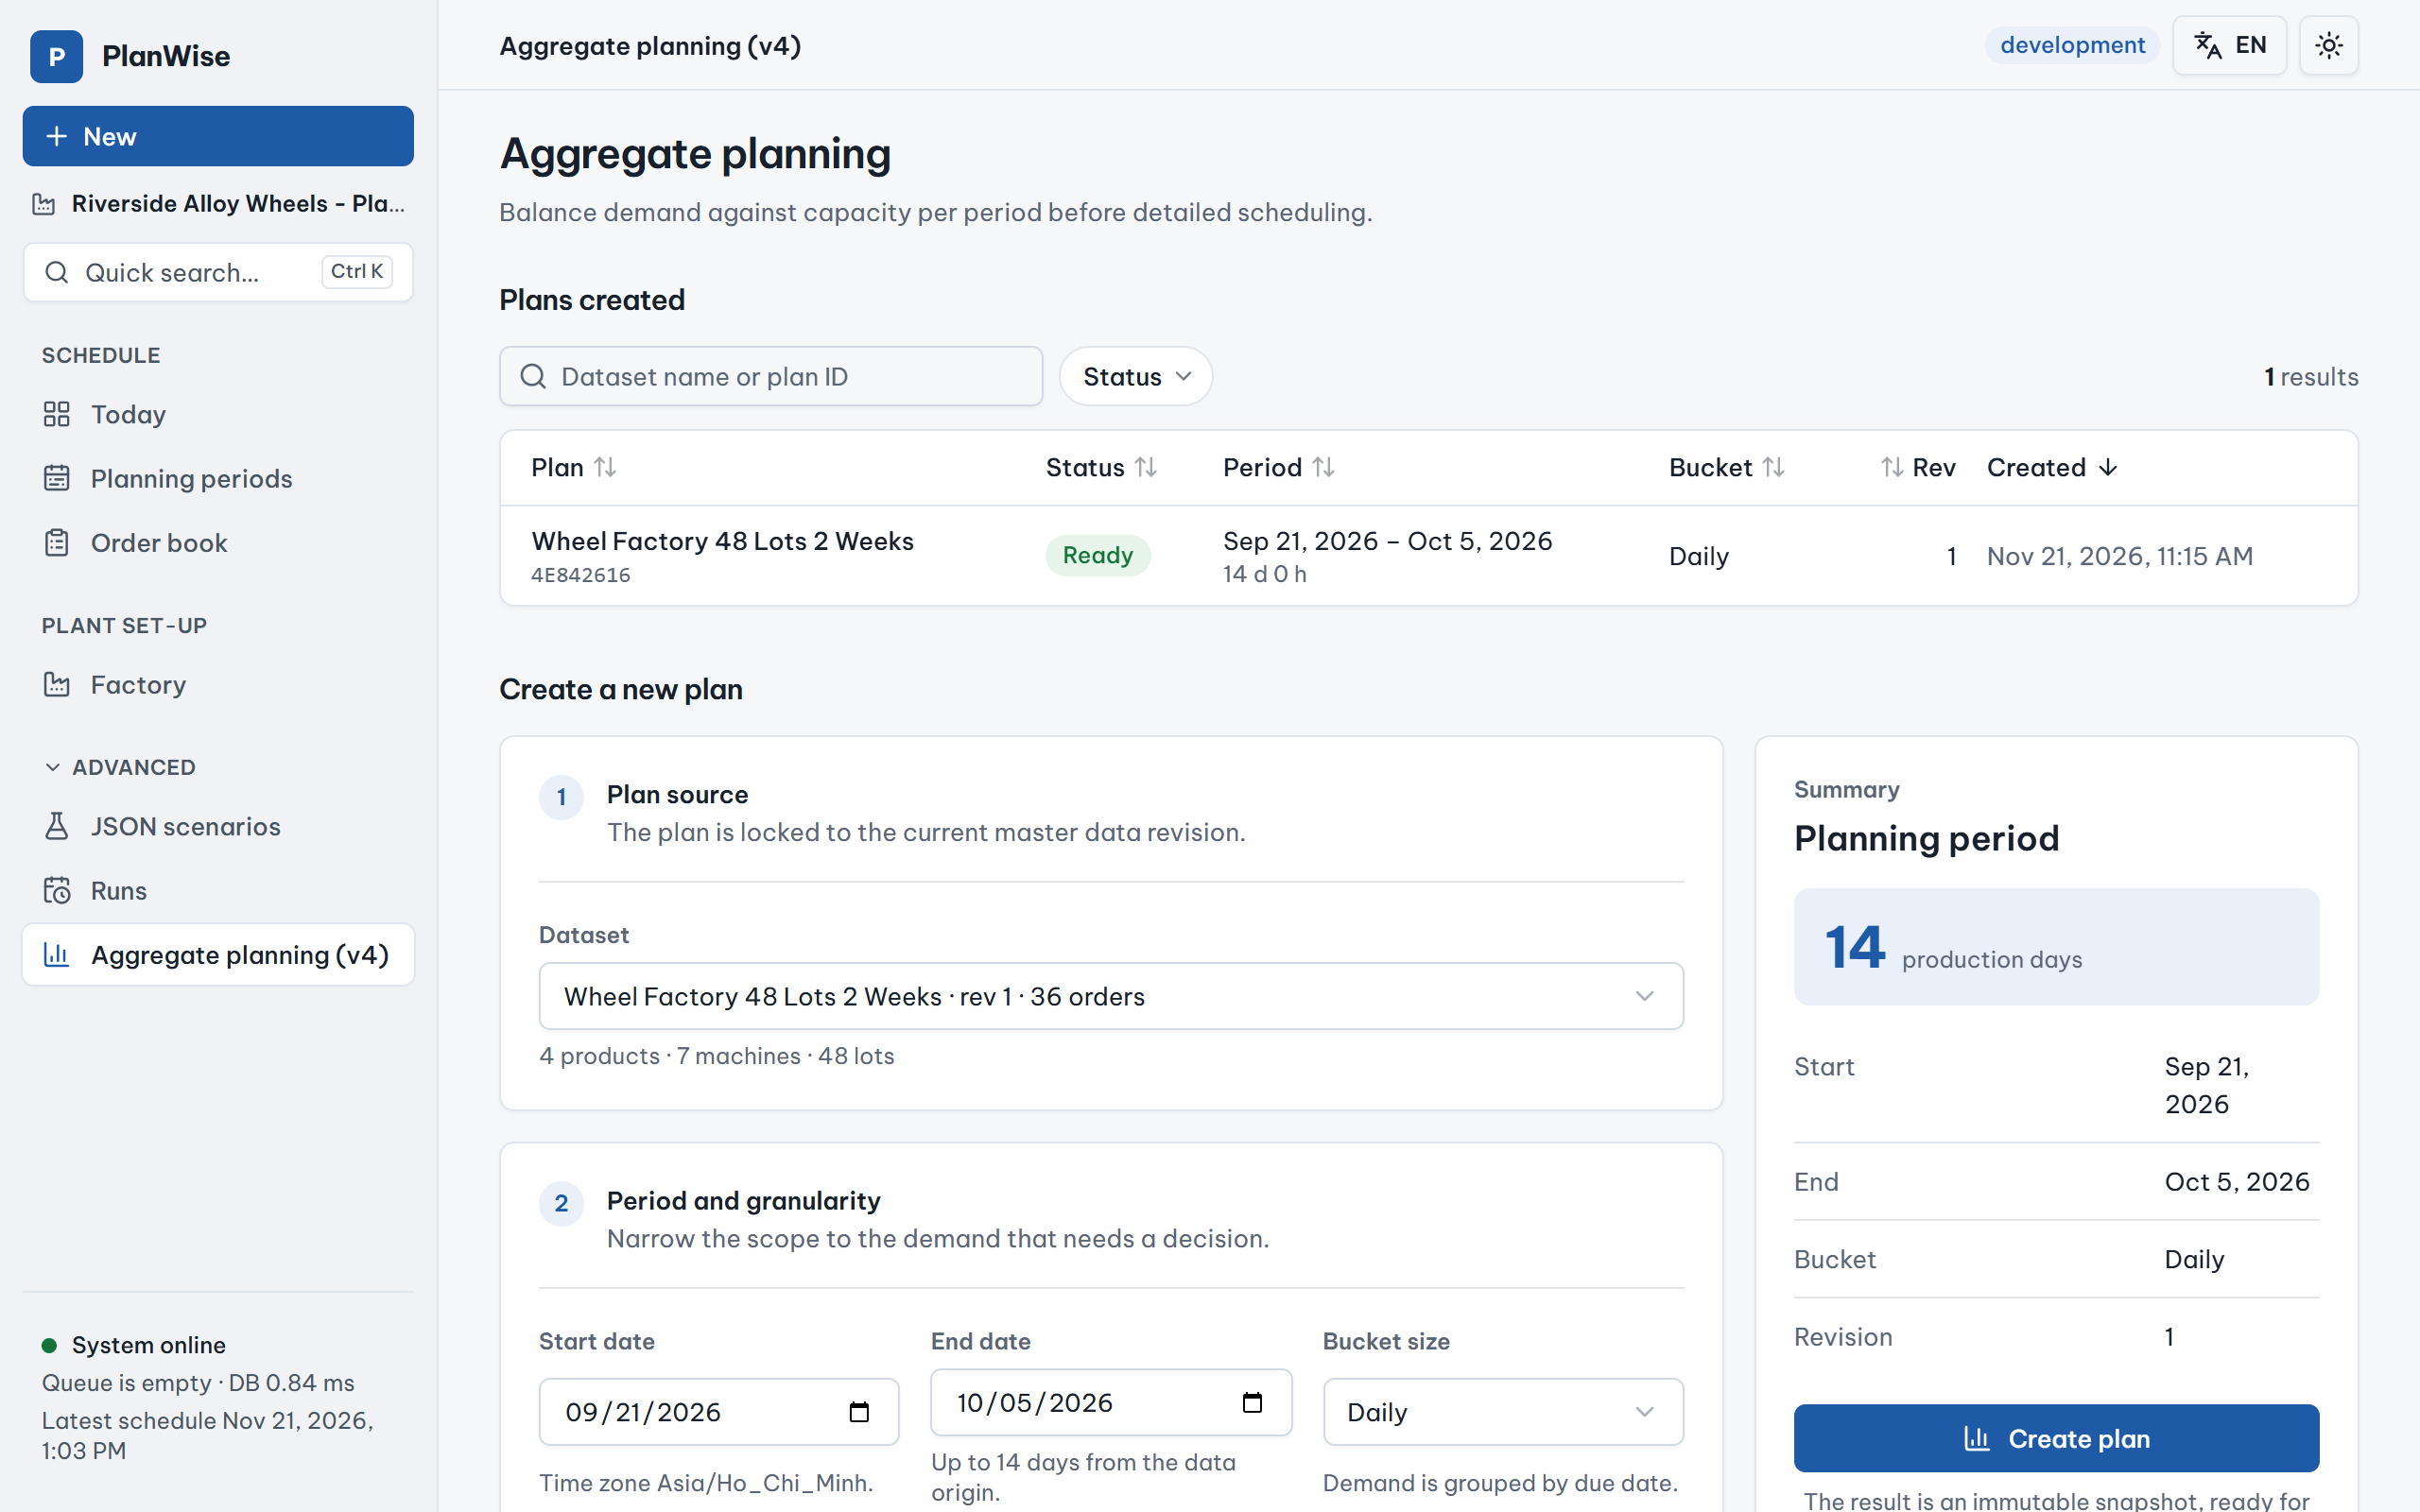 P PlanWise
New
Riverside Alloy Wheels - Pla...
Quick search... Ctrl K
SCHEDULE
Today
Planning periods
Order book
PLANT SET-UP
Factory
ADVANCED
JSON scenarios
Runs
Aggregate planning (v4)
System online
Queue is empty · DB 0.84 ms
Latest schedule Nov 21, 2026,
1:03 PM
Aggregate planning (v4)
development
EN
Aggregate planning
Balance demand against capacity per period before detailed scheduling.
Plans created
Dataset name or plan ID
Status
1 results
Plan Status Period Bucket Rev Created
Wheel Factory 48 Lots 2 Weeks
4E842616
Ready
Sep 21, 2026 – Oct 5, 2026
14 d 0 h
Daily
1
Nov 21, 2026, 11:15 AM
Create a new plan
1 Plan source
The plan is locked to the current master data revision.
Dataset
Wheel Factory 48 Lots 2 Weeks · rev 1 · 36 orders
4 products · 7 machines · 48 lots
2 Period and granularity
Narrow the scope to the demand that needs a decision.
Start date
09/21/2026
Time zone Asia/Ho_Chi_Minh.
End date
10/05/2026
Up to 14 days from the data
origin.
Bucket size
Daily
Demand is grouped by due date.
Summary
Planning period
14 production days
Start Sep 21,
2026
End Oct 5, 2026
Bucket Daily
Revision 1
Create plan
The result is an immutable snapshot, ready for